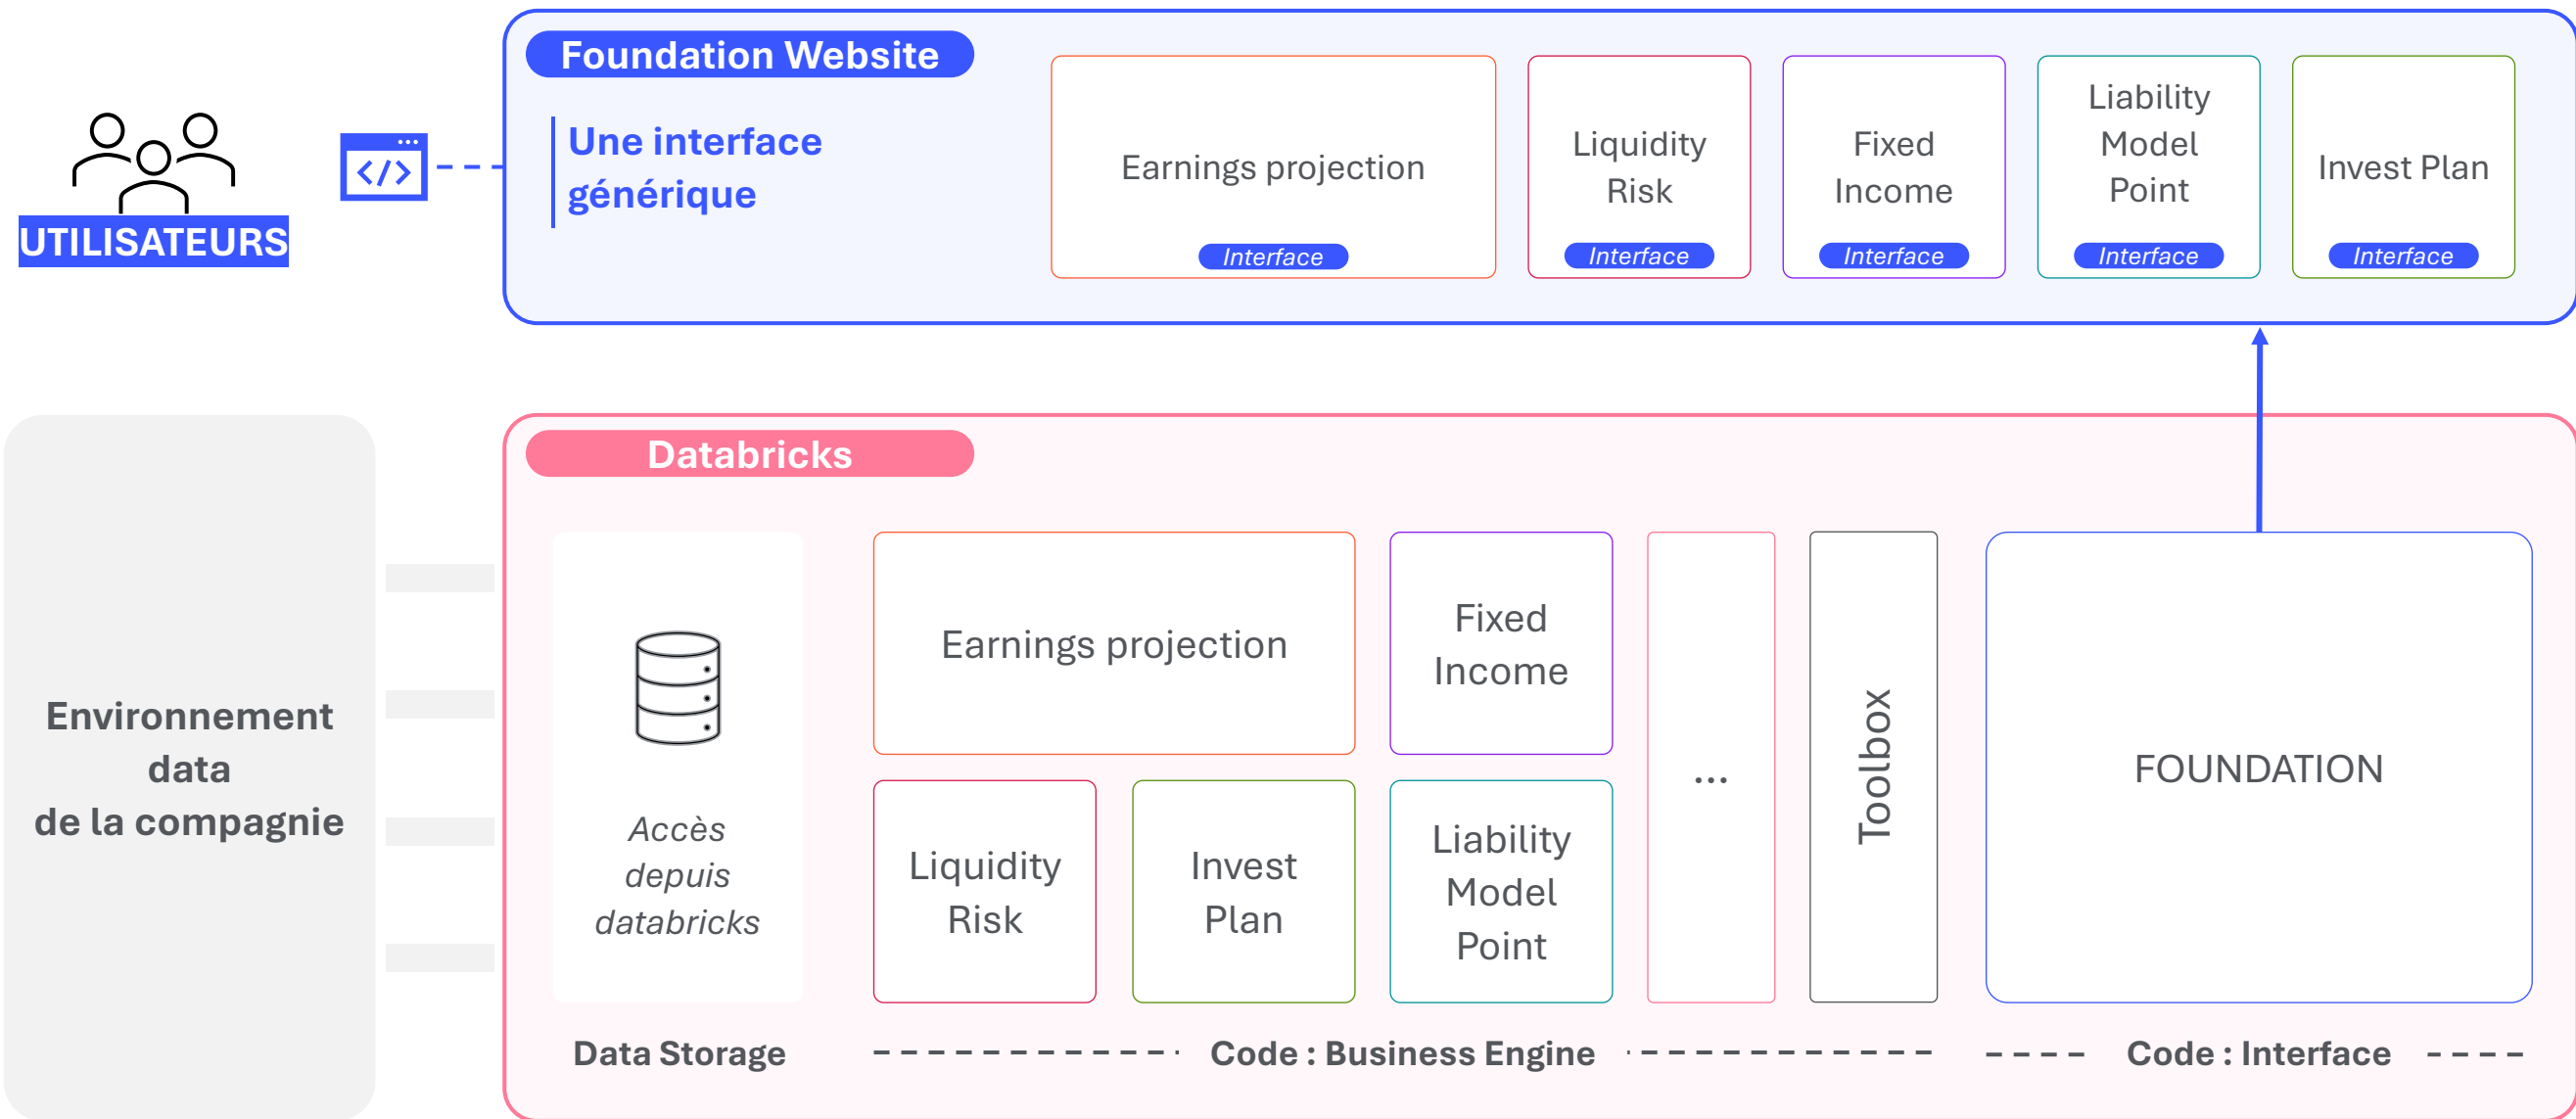 Foundation Website
Une interface
générique
UTILISATEURS
</>
Earnings projection
Interface
Liquidity
Risk
Interface
Fixed
Income
Interface
Liability
Model
Point
Interface
Invest Plan
Interface
Environnement
data
de la compagnie
Databricks
Accès
depuis
databricks
Data Storage
Earnings projection
Fixed
Income
Liquidity
Risk
Invest
Plan
Liability
Model
Point
...
Toolbox
Code : Business Engine
FOUNDATION
Code : Interface